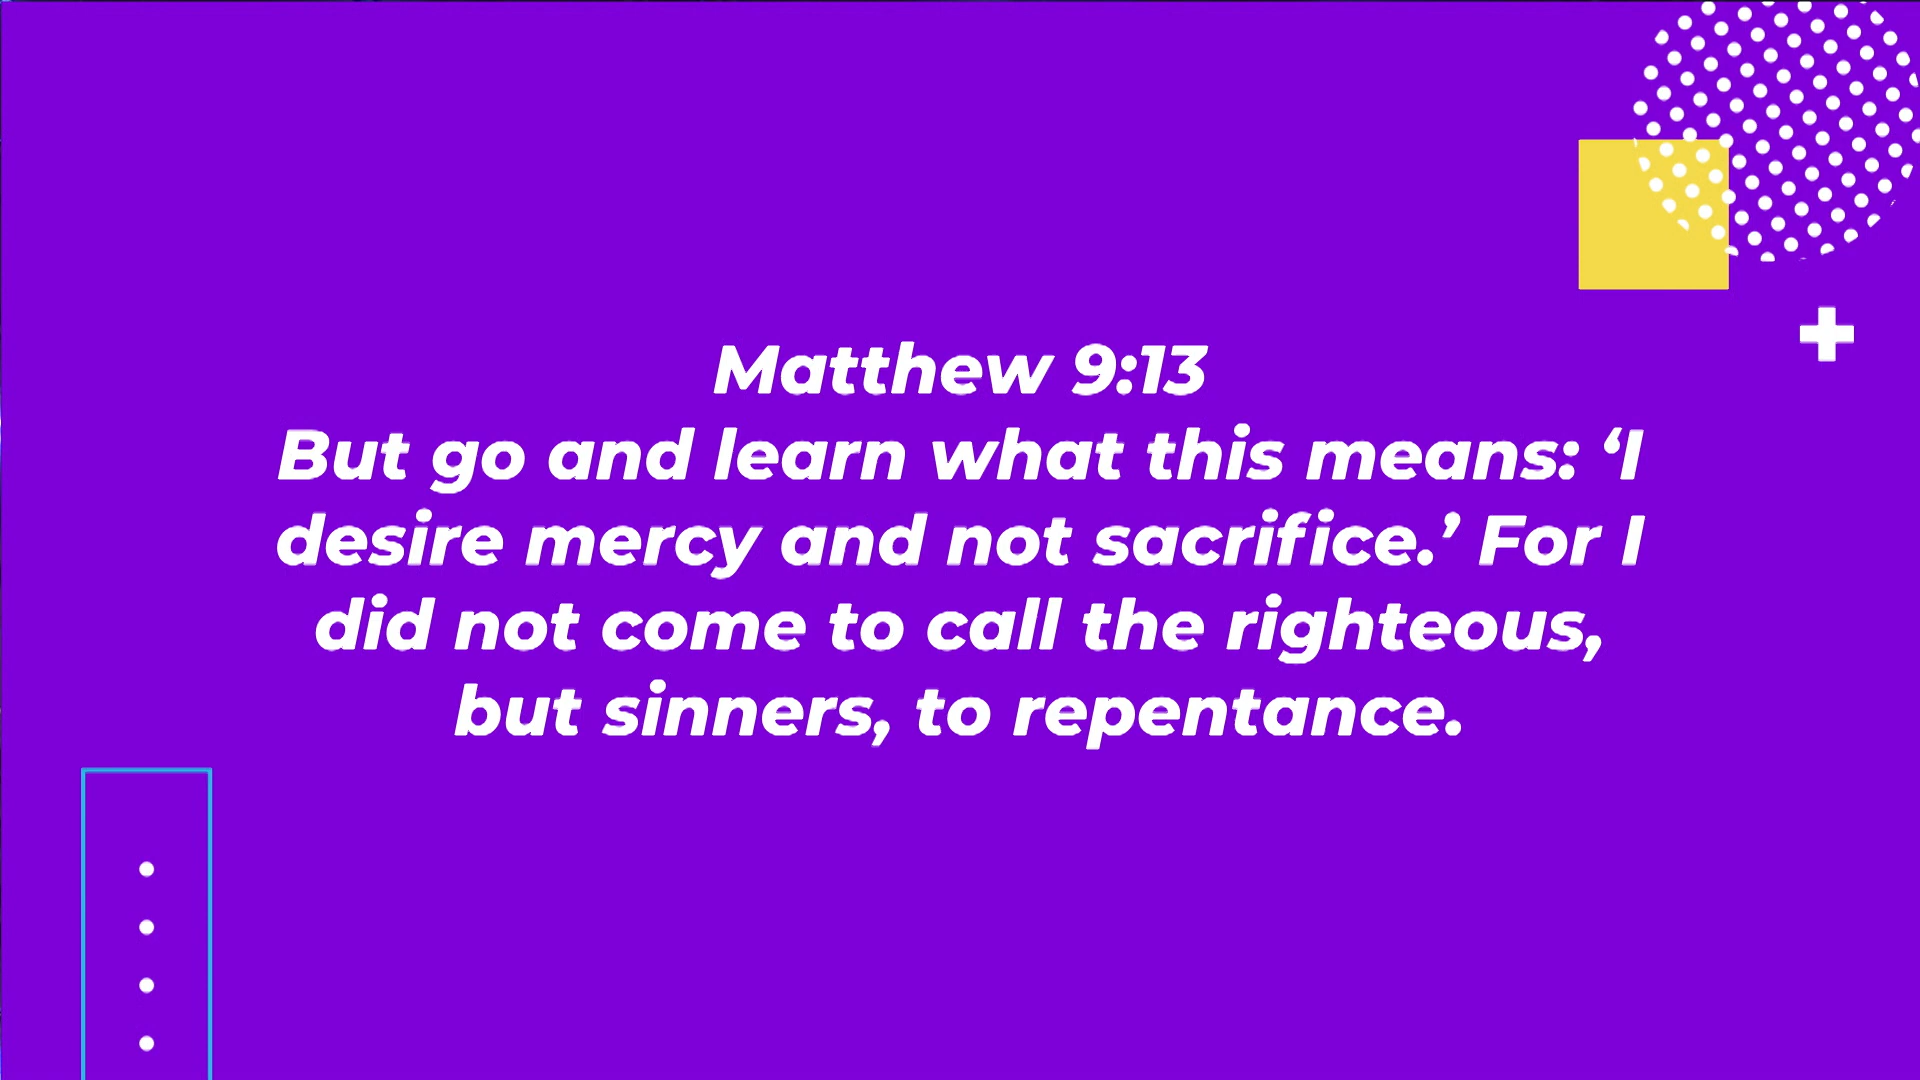 Matthew 9:13
But go and learn what this means: ‘I
desire mercy and not sacrifice.’ For I
did not come to call the righteous,
but sinners, to repentance.